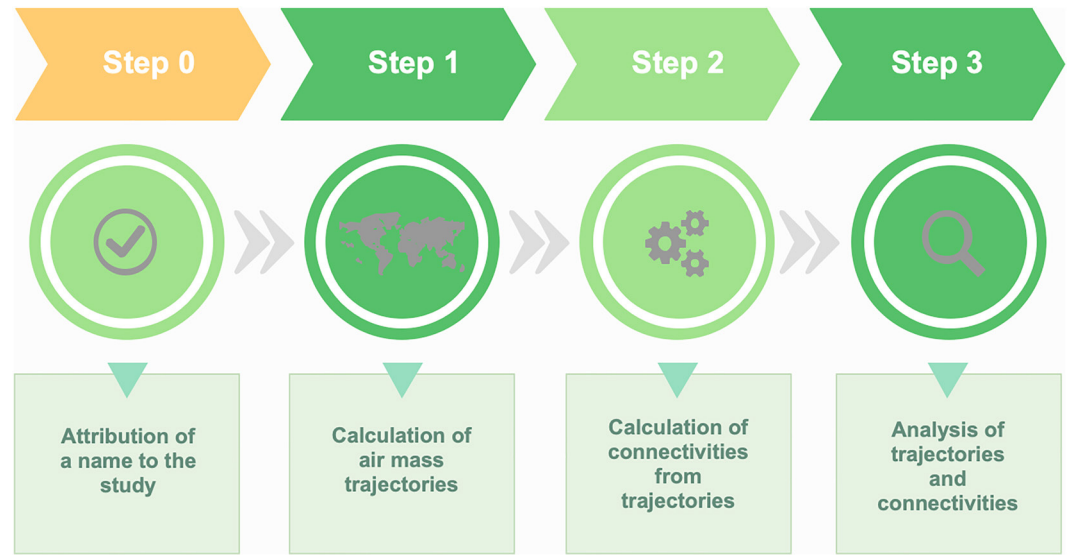 Step 0
Step 1
Step 2
Step 3
Attribution of
a name to the
study
Calculation of
air mass
trajectories
Calculation of
connectivities
from
trajectories
Analysis of
trajectories
and
connectivities